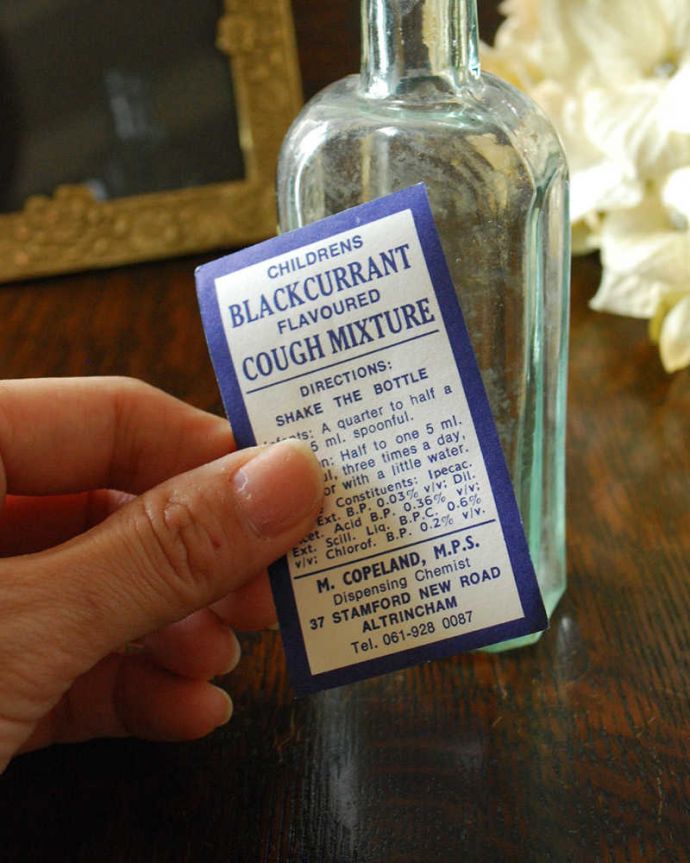 CHILDRENS
BLACKCURRANT
FLAVOURED
COUGH MIXTURE
DIRECTIONS:
SHAKE THE BOTTLE
A quarter to half a
5 ml. spoonful.
Half to one 5 ml.
three times a day,
or with a little water.
Constituents: Ipecac.
Ext. B.P. 0.03% v/v; Dil.
Acid B.P. 0.36% v/v;
Ext. Scill. Liq. B.P.C. 0.6%
v/v; Chlorof. B.P. 0.2% v/v.
M. COPELAND, M.P.S.
Dispensing Chemist
37 STAMFORD NEW ROAD
ALTRINCHAM
Tel. 061-928 0087